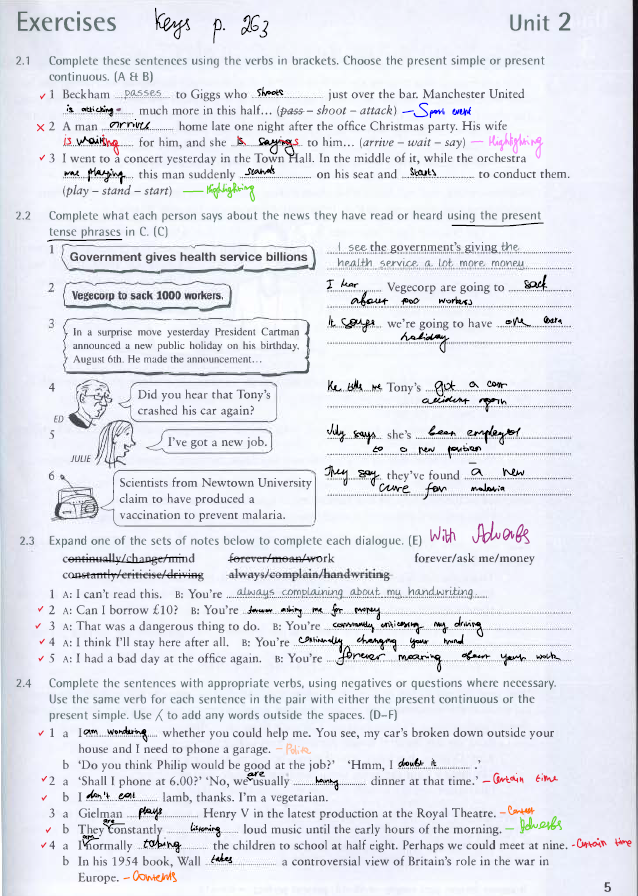 Exercises Keys p. 263 Unit 2
2.1 Complete these sentences using the verbs in brackets. Choose the present simple or present
continuous. (A & B)
✓ 1 Beckham passes to Giggs who shoots just over the bar. Manchester United
is attacking much more in this half… (pass – shoot – attack) – Sport event
✗ 2 A man arrives home late one night after the office Christmas party. His wife
is waiting for him, and she is sayings to him… (arrive – wait – say) – Highlighting
✓ 3 I went to a concert yesterday in the Town Hall. In the middle of it, while the orchestra
was playing this man suddenly stands on his seat and starts to conduct them.
(play – stand – start) – Highlighting
2.2 Complete what each person says about the news they have read or heard using the present
tense phrases in C. (C)
1 Government gives health service billions I see the government's giving the
health service a lot more money
2 Vegecorp to sack 1000 workers. I hear Vegecorp are going to sack
about 1000 workers
3 In a surprise move yesterday President Cartman
announced a new public holiday on his birthday,
August 6th. He made the announcement… It says we're going to have one extra
holiday
4 Did you hear that Tony's
crashed his car again? He tells me Tony's got a car
ED accident again
5 I've got a new job. July says she's been employed
JULIE to a new position
6 Scientists from Newtown University
claim to have produced a
vaccination to prevent malaria. They say they've found a new
cure for malaria
2.3 Expand one of the sets of notes below to complete each dialogue. (E) With Adverbs
continually/change/mind forever/moan/work forever/ask me/money
constantly/criticise/driving always/complain/handwriting
1 A: I can't read this. B: You're always complaining about my handwriting
✓ 2 A: Can I borrow £10? B: You're forever asking me for money
✓ 3 A: That was a dangerous thing to do. B: You're constantly criticising my driving
✓ 4 A: I think I'll stay here after all. B: You're continually changing your mind
✓ 5 A: I had a bad day at the office again. B: You're forever moaning about your work
2.4 Complete the sentences with appropriate verbs, using negatives or questions where necessary.
Use the same verb for each sentence in the pair with either the present continuous or the
present simple. Use ⁁ to add any words outside the spaces. (D–F)
✓ 1 a I am wondering whether you could help me. You see, my car's broken down outside your
house and I need to phone a garage. – Polite
b 'Do you think Philip would be good at the job?' 'Hmm, I doubt it .'
✓ 2 a 'Shall I phone at 6.00?' 'No, we are usually having dinner at that time.' – Certain time
✓ b I don't eat lamb, thanks. I'm a vegetarian.
3 a Gielman plays Henry V in the latest production at the Royal Theatre. – Content
✓ b They are constantly listening loud music until the early hours of the morning. – Adverbs
✓ 4 a I am normally taking the children to school at half eight. Perhaps we could meet at nine. - Certain time
b In his 1954 book, Wall takes a controversial view of Britain's role in the war in
Europe. – Contents
5